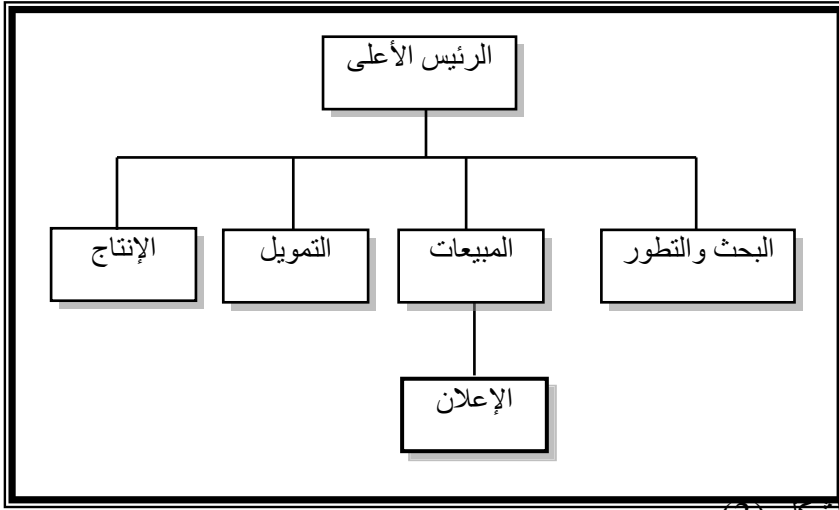 الرئيس الأعلى
البحث والتطور
المبيعات
التمويل
الإنتاج
الإعلان